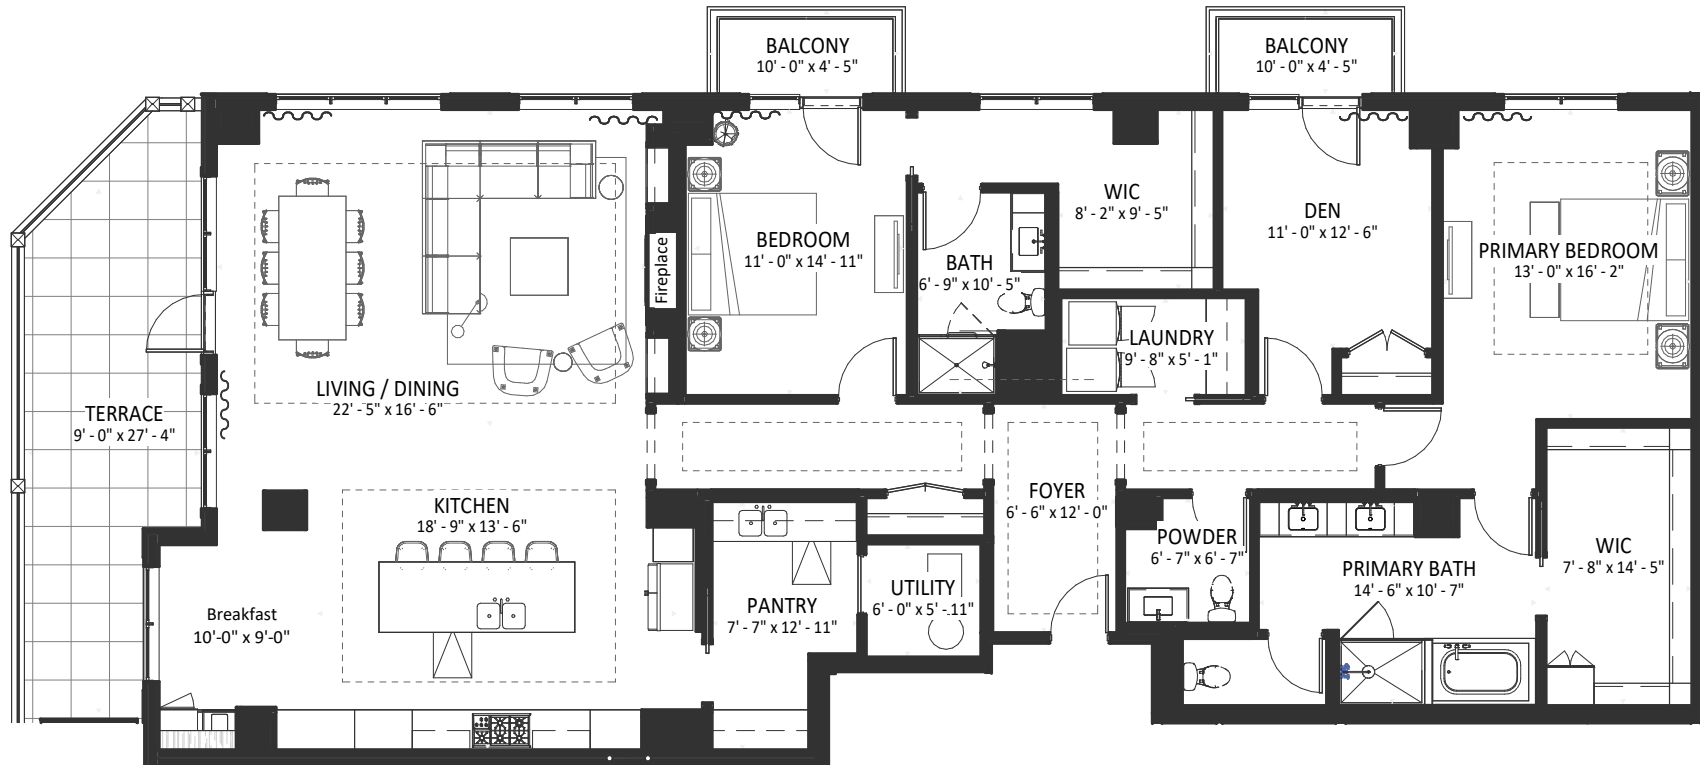 BALCONY
10' - 0" x 4' - 5"
BALCONY
10' - 0" x 4' - 5"
WIC
8' - 2" x 9' - 5"
DEN
11' - 0" x 12' - 6"
BEDROOM
11' - 0" x 14' - 11"
Fireplace
BATH
6' - 9" x 10' - 5"
PRIMARY BEDROOM
13' - 0" x 16' - 2"
LAUNDRY
9' - 8" x 5' - 1"
LIVING / DINING
22' - 5" x 16' - 6"
TERRACE
9' - 0" x 27' - 4"
KITCHEN
18' - 9" x 13' - 6"
FOYER
6' - 6" x 12' - 0"
POWDER
6' - 7" x 6' - 7"
WIC
7' - 8" x 14' - 5"
PRIMARY BATH
14' - 6" x 10' - 7"
UTILITY
6' - 0" x 5' - 11"
PANTRY
7' - 7" x 12' - 11"
Breakfast
10'-0" x 9'-0"